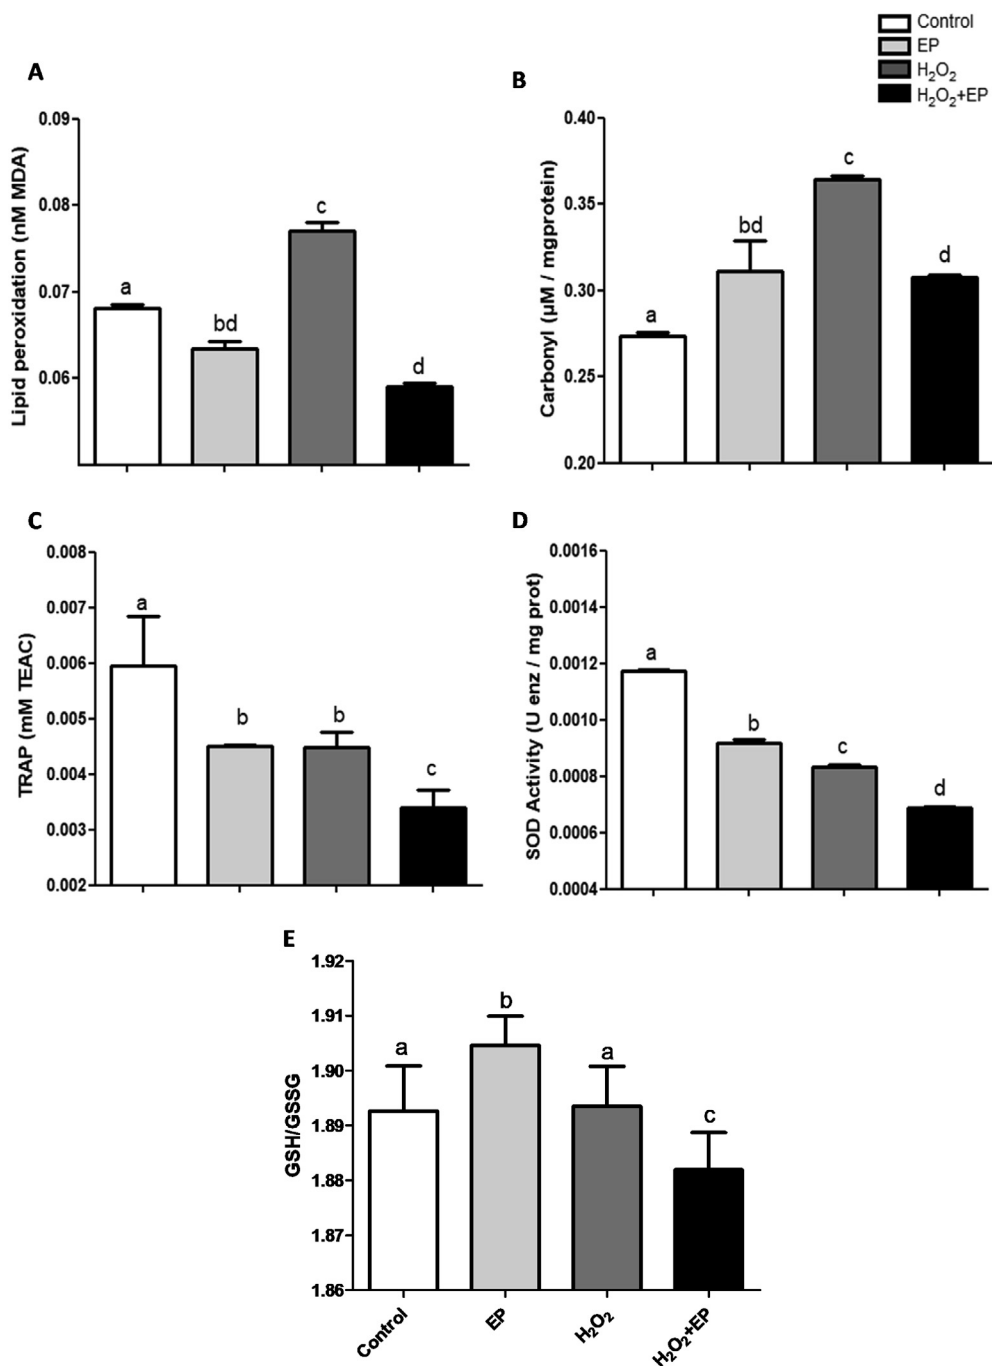 Control
EP
H₂O₂
H₂O₂+EP
A
Lipid peroxidation (nM MDA)
0.09
0.08
0.07
0.06
a
bd
c
d
B
Carbonyl (µM / mgprotein)
0.40
0.35
0.30
0.25
0.20
a
bd
c
d
C
TRAP (mM TEAC)
0.008
0.007
0.006
0.005
0.004
0.003
0.002
a
b
b
c
D
SOD Activity (U enz / mg prot)
0.0016
0.0014
0.0012
0.0010
0.0008
0.0006
0.0004
a
b
c
d
E
GSH/GSSG
1.92
1.91
1.90
1.89
1.88
1.87
1.86
a
b
a
c
Control
EP
H₂O₂
H₂O₂+EP